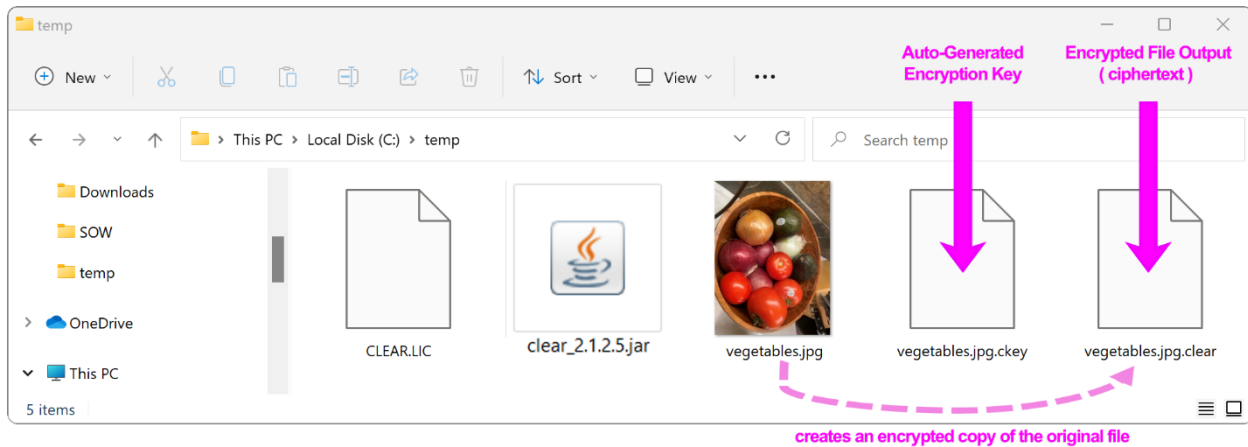 temp
Auto-Generated
Encryption Key
Encrypted File Output
( ciphertext )
New
Sort
View
This PC > Local Disk (C:) > temp
Search temp
Downloads
SOW
temp
OneDrive
This PC
CLEAR.LIC
clear_2.1.2.5.jar
vegetables.jpg
vegetables.jpg.ckey
vegetables.jpg.clear
5 items
creates an encrypted copy of the original file